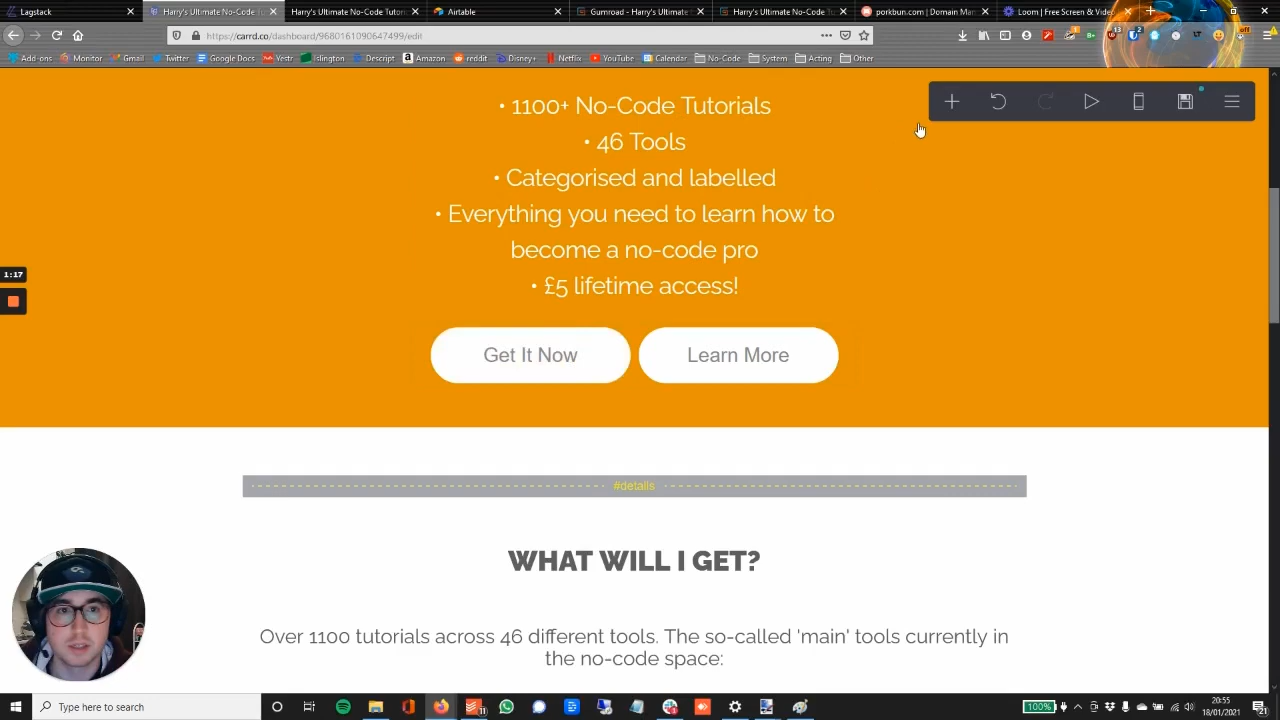 Lagstack
Harry's Ultimate No-Code Tu
Harry's Ultimate No-Code Tutori
Airtable
Gumroad - Harry's Ultimate
Harry's Ultimate No-Code Tu
porkbun.com | Domain Man
Loom | Free Screen & Vide
https://carrd.co/dashboard/9680161090647499/edit
Add-ons
Monitor
Gmail
Twitter
Google Docs
Yestr
Islington
Descript
Amazon
reddit
Disney+
Netflix
YouTube
Calendar
No-Code
System
Acting
Other
• 1100+ No-Code Tutorials
• 46 Tools
• Categorised and labelled
• Everything you need to learn how to
become a no-code pro
• £5 lifetime access!
1:17
Get It Now
Learn More
#details
WHAT WILL I GET?
Over 1100 tutorials across 46 different tools. The so-called 'main' tools currently in
the no-code space:
Type here to search
11
100%
20:55
18/01/2021
21